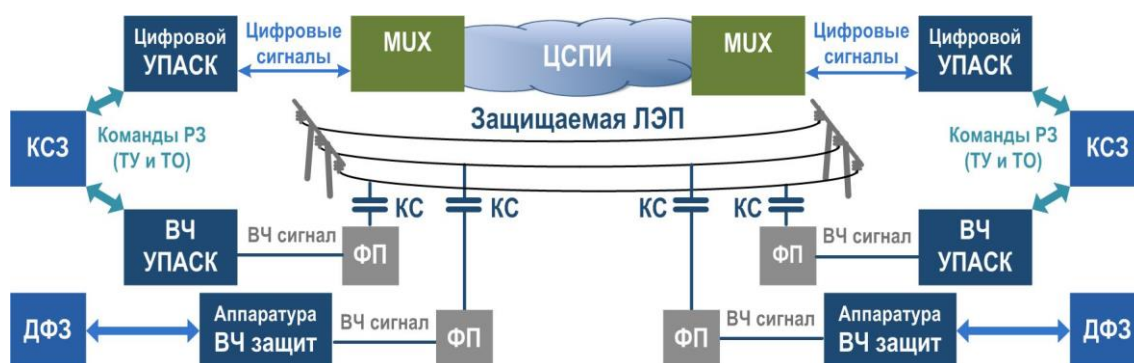 Цифровой
УПАСК
Цифровые
сигналы
MUX
ЦСПИ
MUX
Цифровые
сигналы
Цифровой
УПАСК
Защищаемая ЛЭП
КСЗ
Команды РЗ
(ТУ и ТО)
Команды РЗ
(ТУ и ТО)
КСЗ
КС
КС
КС
КС
ВЧ
УПАСК
ВЧ сигнал
ФП
ФП
ВЧ сигнал
ВЧ
УПАСК
ДФЗ
Аппаратура
ВЧ защит
ВЧ сигнал
ФП
ФП
ВЧ сигнал
Аппаратура
ВЧ защит
ДФЗ